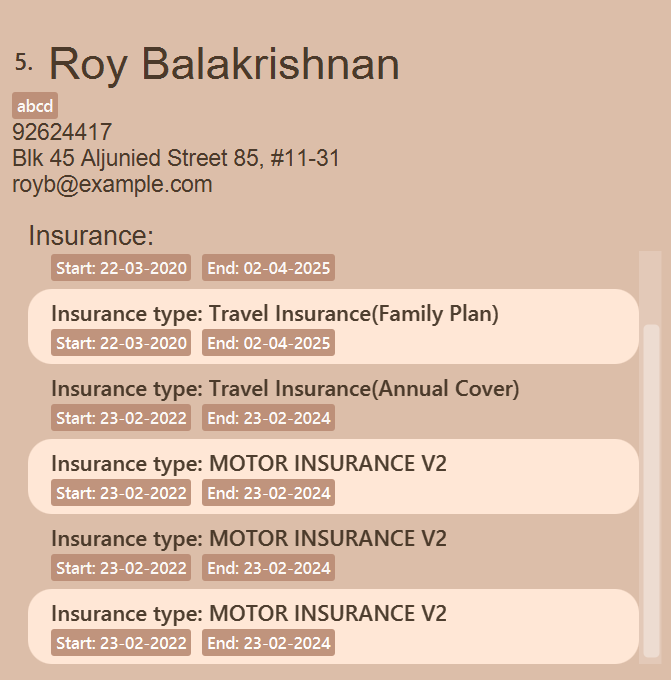 5. Roy Balakrishnan
abcd
92624417
Blk 45 Aljunied Street 85, #11-31
royb@example.com
Insurance:
Start: 22-03-2020 End: 02-04-2025
Insurance type: Travel Insurance(Family Plan)
Start: 22-03-2020 End: 02-04-2025
Insurance type: Travel Insurance(Annual Cover)
Start: 23-02-2022 End: 23-02-2024
Insurance type: MOTOR INSURANCE V2
Start: 23-02-2022 End: 23-02-2024
Insurance type: MOTOR INSURANCE V2
Start: 23-02-2022 End: 23-02-2024
Insurance type: MOTOR INSURANCE V2
Start: 23-02-2022 End: 23-02-2024